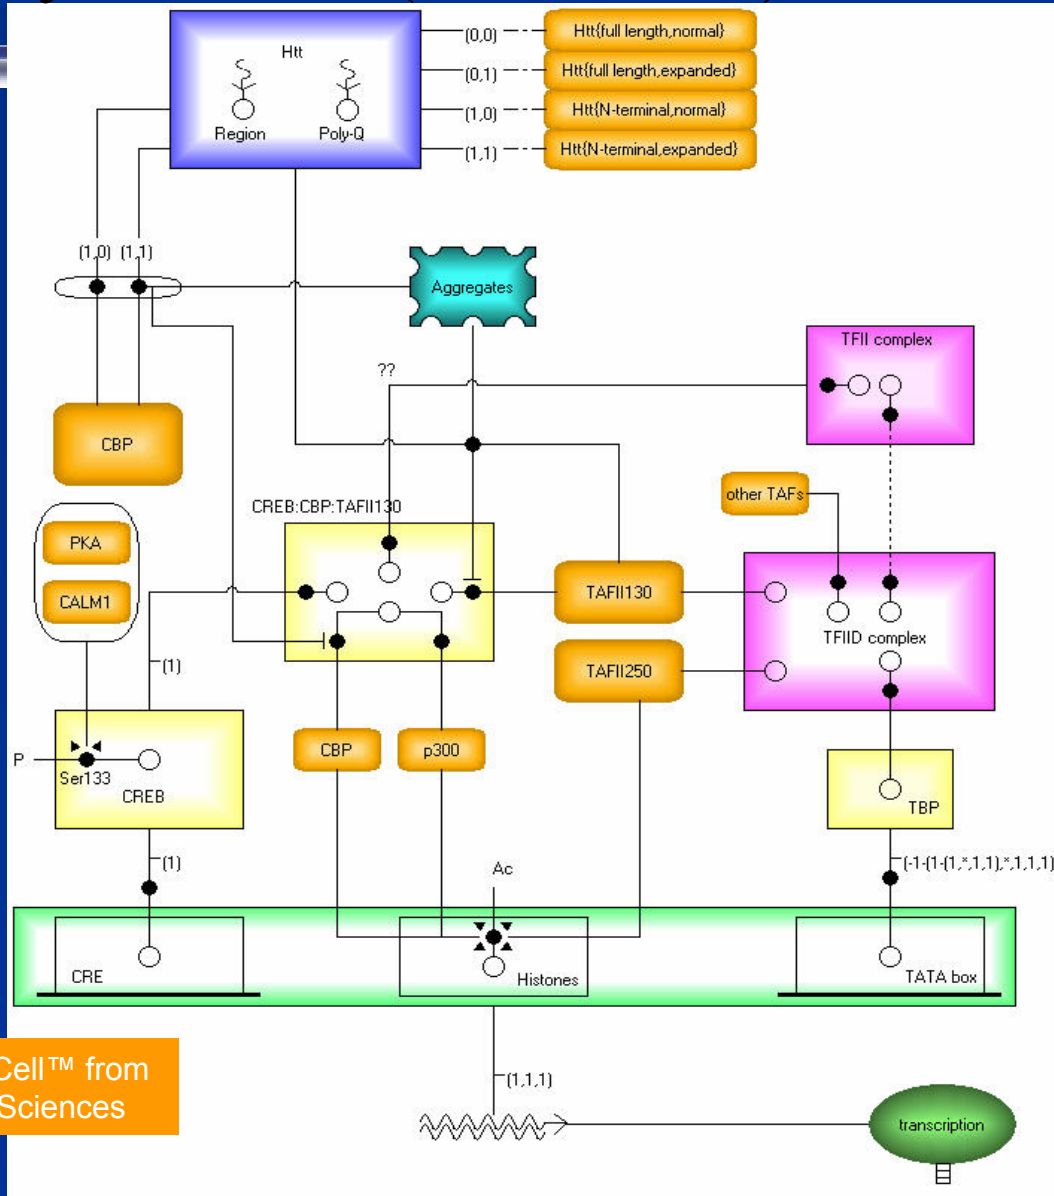 Htt
Region
Poly-Q
(0,0)
Htt{full length,normal}
(0,1)
Htt{full length,expanded}
(1,0)
Htt{N-terminal,normal}
(1,1)
Htt{N-terminal,expanded}
(1,0) (1,1)
Aggregates
TFII complex
??
CBP
other TAFs
CREB:CBP:TAFII130
PKA
CALM1
TAFII130
TFIID complex
TAFII250
(1)
CBP
p300
P
Ser133
CREB
TBP
(1)
(-1-(1-(1,*,1,1),*,1,1,1)
Ac
CRE
Histones
TATA box
Cell™ from
Sciences
(1,1,1)
transcription